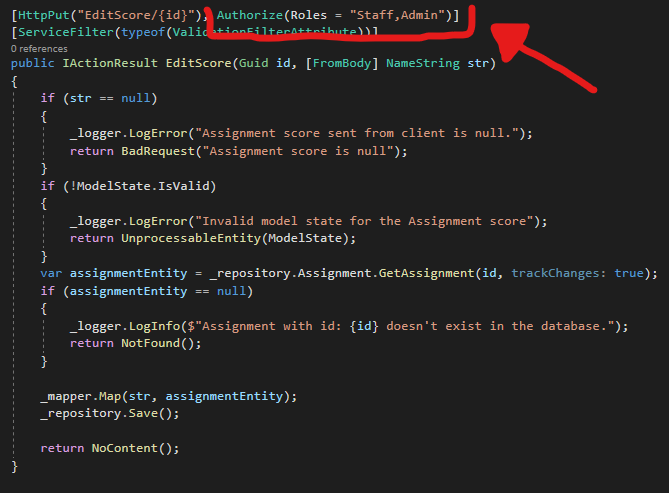 [HttpPut("EditScore/{id}"), Authorize(Roles = "Staff,Admin")]
[ServiceFilter(typeof(ValidationFilterAttribute))]
0 references
public IActionResult EditScore(Guid id, [FromBody] NameString str)
{
if (str == null)
{
_logger.LogError("Assignment score sent from client is null.");
return BadRequest("Assignment score is null");
}
if (!ModelState.IsValid)
{
_logger.LogError("Invalid model state for the Assignment score");
return UnprocessableEntity(ModelState);
}
var assignmentEntity = _repository.Assignment.GetAssignment(id, trackChanges: true);
if (assignmentEntity == null)
{
_logger.LogInfo($"Assignment with id: {id} doesn't exist in the database.");
return NotFound();
}
_mapper.Map(str, assignmentEntity);
_repository.Save();
return NoContent();
}